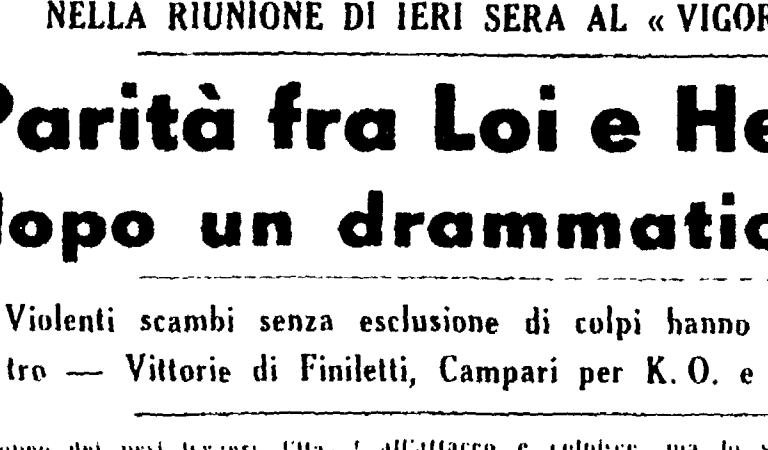 NELLA RIUNIONE DI IERI SERA AL « VIGOR
Parità fra Loi e He
dopo un drammatic
Violenti scambi senza esclusione di colpi hanno
tro — Vittorie di Finiletti, Campari per K. O. e